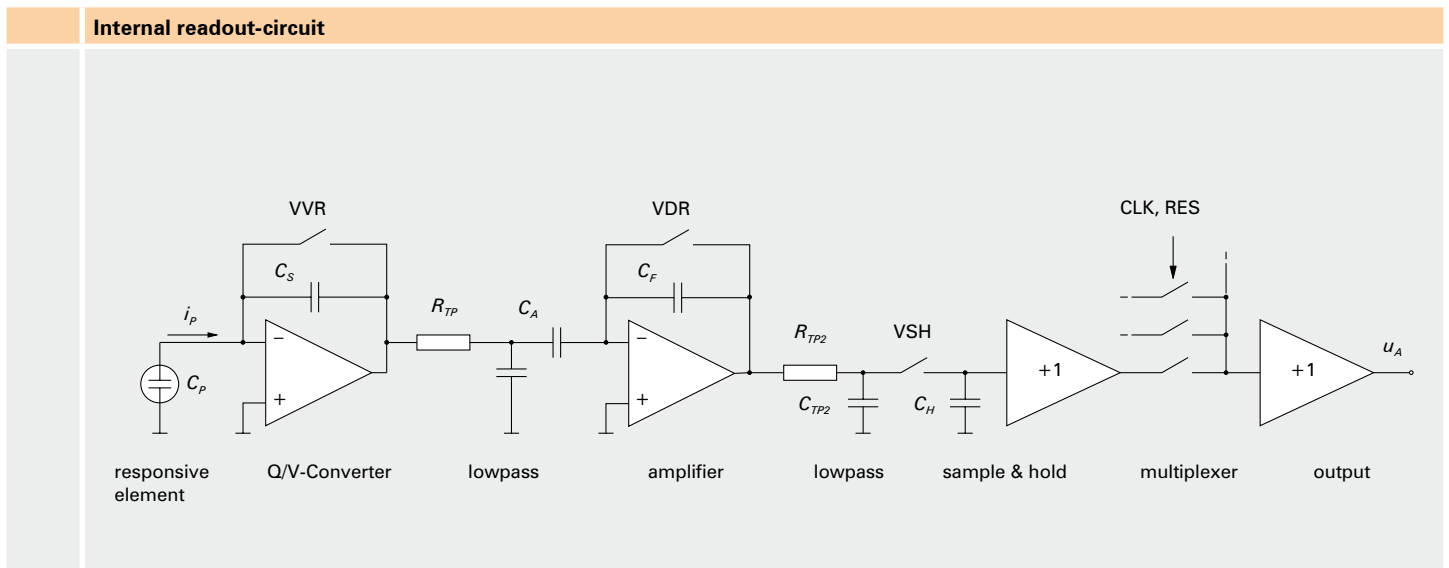 Internal readout-circuit
VVR
VDR
CLK, RES
C_S
C_F
i_P
R_TP
C_A
R_TP2
VSH
u_A
−
−
+1
+1
C_P
+
+
C_TP2
C_H
responsive
element
Q/V-Converter
lowpass
amplifier
lowpass
sample & hold
multiplexer
output